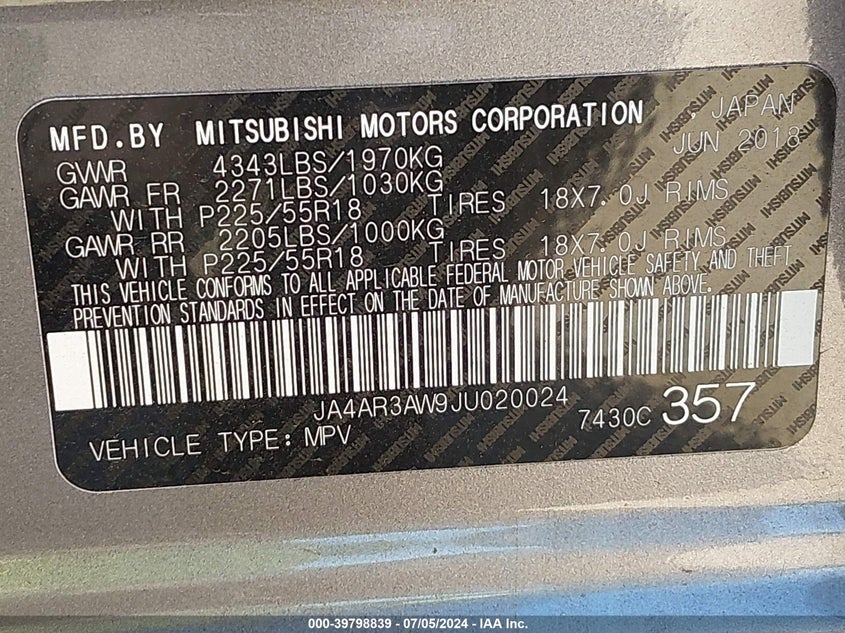 MFD.BY MITSUBISHI MOTORS CORPORATION , JAPAN
GWWR 4343LBS/1970KG JUN 2018
GAWR FR 2271LBS/1030KG
WITH P225/55R18 TIRES 18X7.0J RIMS
GAWR RR 2205LBS/1000KG
WITH P225/55R18 TIRES 18X7.0J RIMS
THIS VEHICLE CONFORMS TO ALL APPLICABLE FEDERAL MOTOR VEHICLE SAFETY AND THEFT
PREVENTION STANDARDS IN EFFECT ON THE DATE OF MANUFACTURE SHOWN ABOVE.
JA4AR3AW9JU020024
7430C 357
VEHICLE TYPE: MPV
000-39798839 / 07/05/2024 - IAA Inc.